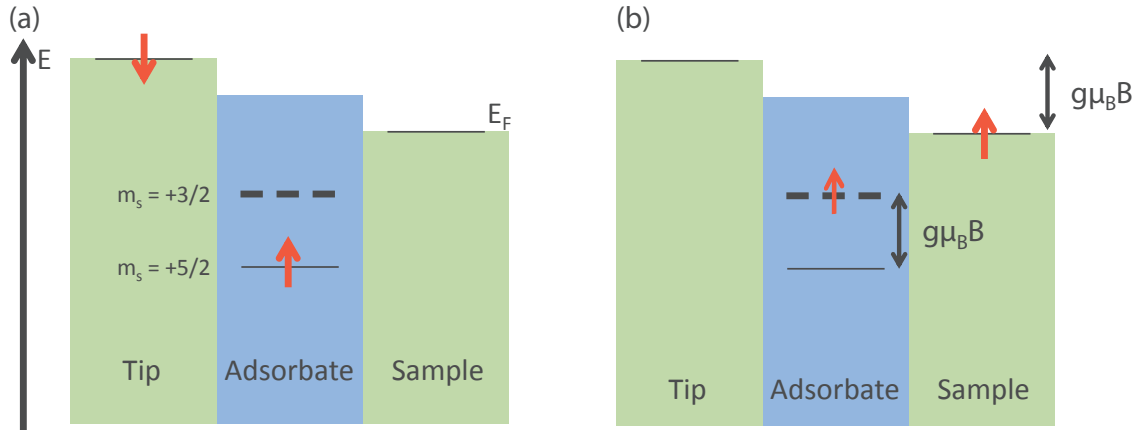 (a)
E
E_F
m_s = +3/2
m_s = +5/2
Tip
Adsorbate
Sample
(b)
gμ_BB
gμ_BB
Tip
Adsorbate
Sample